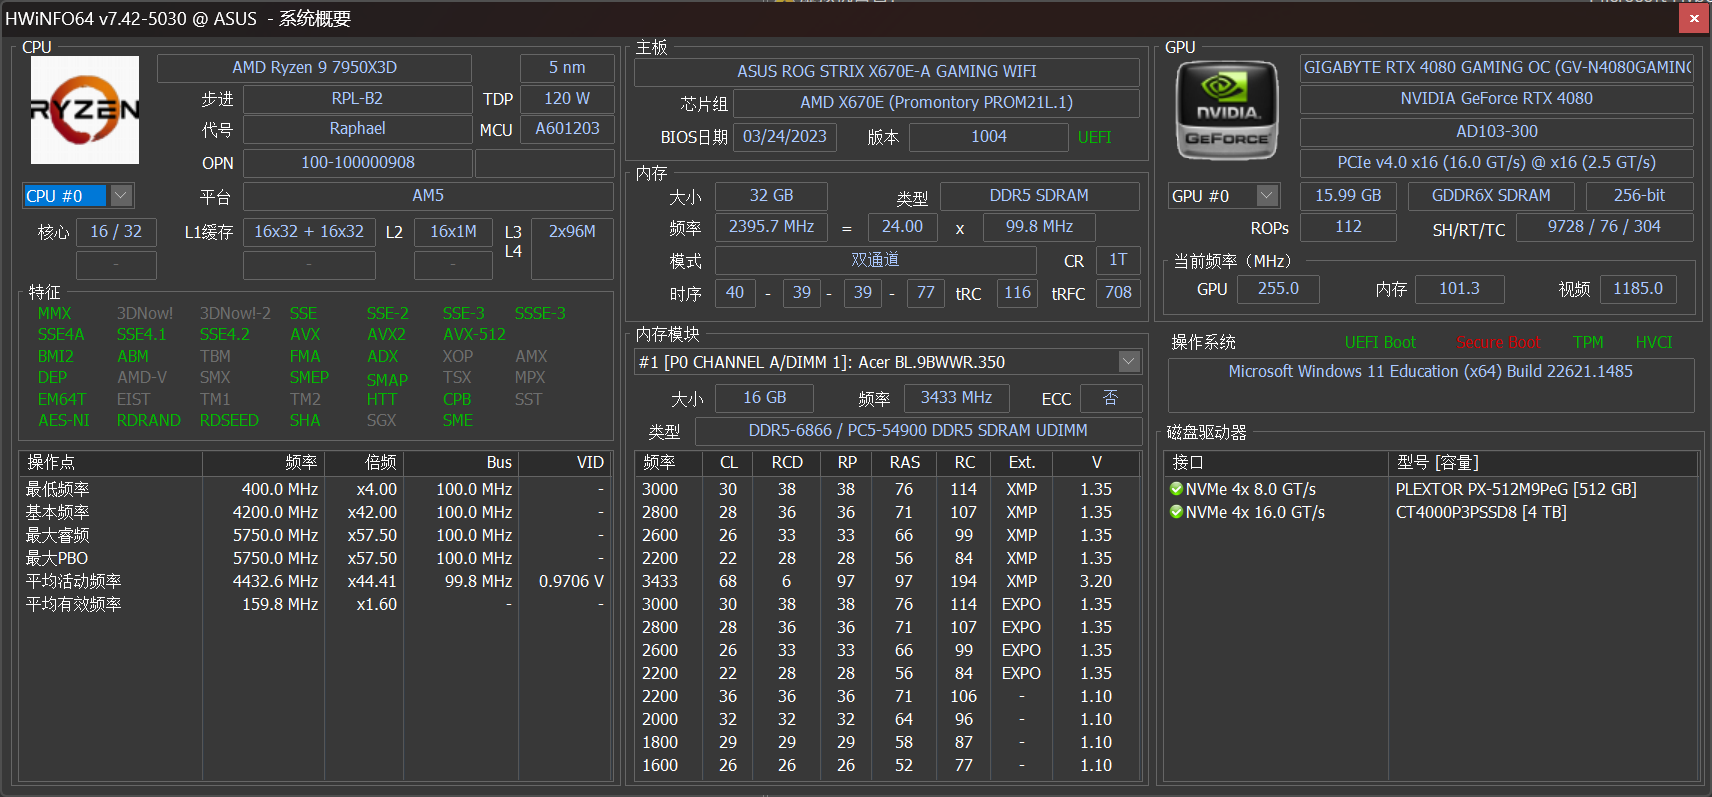 HWiNFO64 v7.42-5030 @ ASUS - 系统概要
CPU
RYZEN
AMD Ryzen 9 7950X3D 5 nm
步进 RPL-B2 TDP 120 W
代号 Raphael MCU A601203
OPN 100-100000908
CPU #0 平台 AM5
核心 16 / 32 L1缓存 16x32 + 16x32 L2 16x1M L3 2x96M
- - - L4
特征
MMX 3DNow! 3DNow!-2 SSE SSE-2 SSE-3 SSSE-3
SSE4A SSE4.1 SSE4.2 AVX AVX2 AVX-512
BMI2 ABM TBM FMA ADX XOP AMX
DEP AMD-V SMX SMEP SMAP TSX MPX
EM64T EIST TM1 TM2 HTT CPB SST
AES-NI RDRAND RDSEED SHA SGX SME
操作点 频率 倍频 Bus VID
最低频率 400.0 MHz x4.00 100.0 MHz -
基本频率 4200.0 MHz x42.00 100.0 MHz -
最大睿频 5750.0 MHz x57.50 100.0 MHz -
最大PBO 5750.0 MHz x57.50 100.0 MHz -
平均活动频率 4432.6 MHz x44.41 99.8 MHz 0.9706 V
平均有效频率 159.8 MHz x1.60 - -
主板
ASUS ROG STRIX X670E-A GAMING WIFI
芯片组 AMD X670E (Promontory PROM21L.1)
BIOS日期 03/24/2023 版本 1004 UEFI
内存
大小 32 GB 类型 DDR5 SDRAM
频率 2395.7 MHz = 24.00 x 99.8 MHz
模式 双通道 CR 1T
时序 40 - 39 - 39 - 77 tRC 116 tRFC 708
内存模块
#1 [P0 CHANNEL A/DIMM 1]: Acer BL.9BWWR.350
大小 16 GB 频率 3433 MHz ECC 否
类型 DDR5-6866 / PC5-54900 DDR5 SDRAM UDIMM
频率 CL RCD RP RAS RC Ext. V
3000 30 38 38 76 114 XMP 1.35
2800 28 36 36 71 107 XMP 1.35
2600 26 33 33 66 99 XMP 1.35
2200 22 28 28 56 84 XMP 1.35
3433 68 6 97 97 194 XMP 3.20
3000 30 38 38 76 114 EXPO 1.35
2800 28 36 36 71 107 EXPO 1.35
2600 26 33 33 66 99 EXPO 1.35
2200 22 28 28 56 84 EXPO 1.35
2200 36 36 36 71 106 - 1.10
2000 32 32 32 64 96 - 1.10
1800 29 29 29 58 87 - 1.10
1600 26 26 26 52 77 - 1.10
GPU
NVIDIA.
GEFORCE
GIGABYTE RTX 4080 GAMING OC (GV-N4080GAMING
NVIDIA GeForce RTX 4080
AD103-300
PCIe v4.0 x16 (16.0 GT/s) @ x16 (2.5 GT/s)
GPU #0 15.99 GB GDDR6X SDRAM 256-bit
ROPs 112 SH/RT/TC 9728 / 76 / 304
当前频率（MHz）
GPU 255.0 内存 101.3 视频 1185.0
操作系统 UEFI Boot Secure Boot TPM HVCI
Microsoft Windows 11 Education (x64) Build 22621.1485
磁盘驱动器
接口 型号 [容量]
NVMe 4x 8.0 GT/s PLEXTOR PX-512M9PeG [512 GB]
NVMe 4x 16.0 GT/s CT4000P3PSSD8 [4 TB]